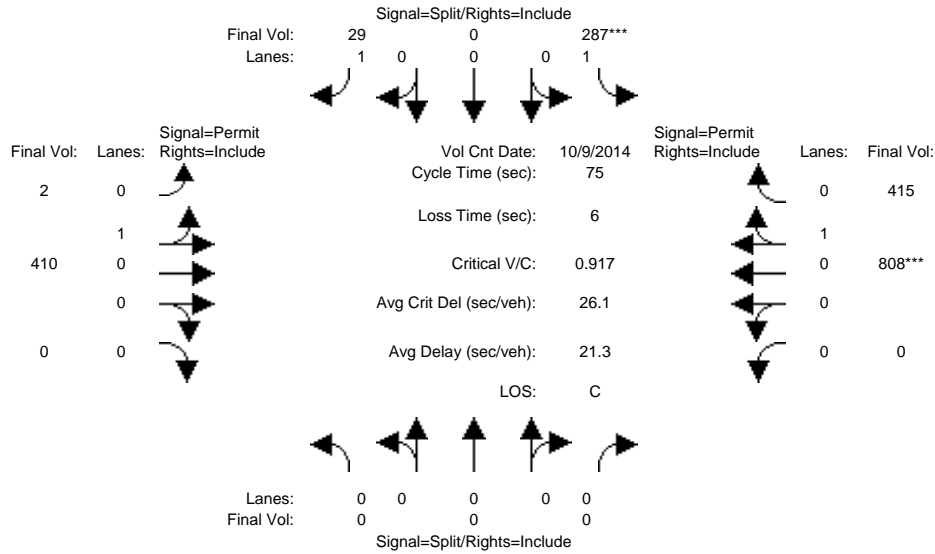 Signal=Split/Rights=Include
Final Vol: 29 0 287***
Lanes: 1 0 0 0 1
Signal=Permit
Final Vol: Lanes: Rights=Include
Vol Cnt Date: 10/9/2014
Signal=Permit
Rights=Include Lanes: Final Vol:
Cycle Time (sec): 75
2 0
0 415
Loss Time (sec): 6
1
1
410 0
Critical V/C: 0.917
0 808***
0
Avg Crit Del (sec/veh): 26.1
0
0 0
Avg Delay (sec/veh): 21.3
0 0
LOS: C
Lanes: 0 0 0 0 0
Final Vol: 0 0 0
Signal=Split/Rights=Include